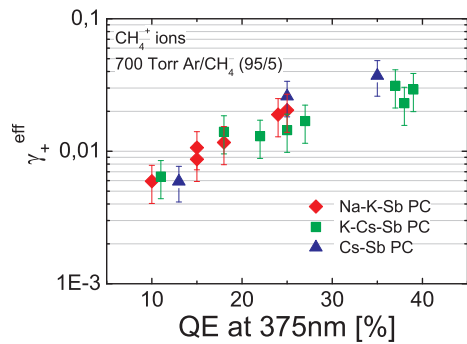 0,1
CH₄⁺ ions
700 Torr Ar/CH₄ (95/5)
γ₊ᵉᶠᶠ
0,01
Na-K-Sb PC
K-Cs-Sb PC
Cs-Sb PC
1E-3
10 20 30 40
QE at 375nm [%]